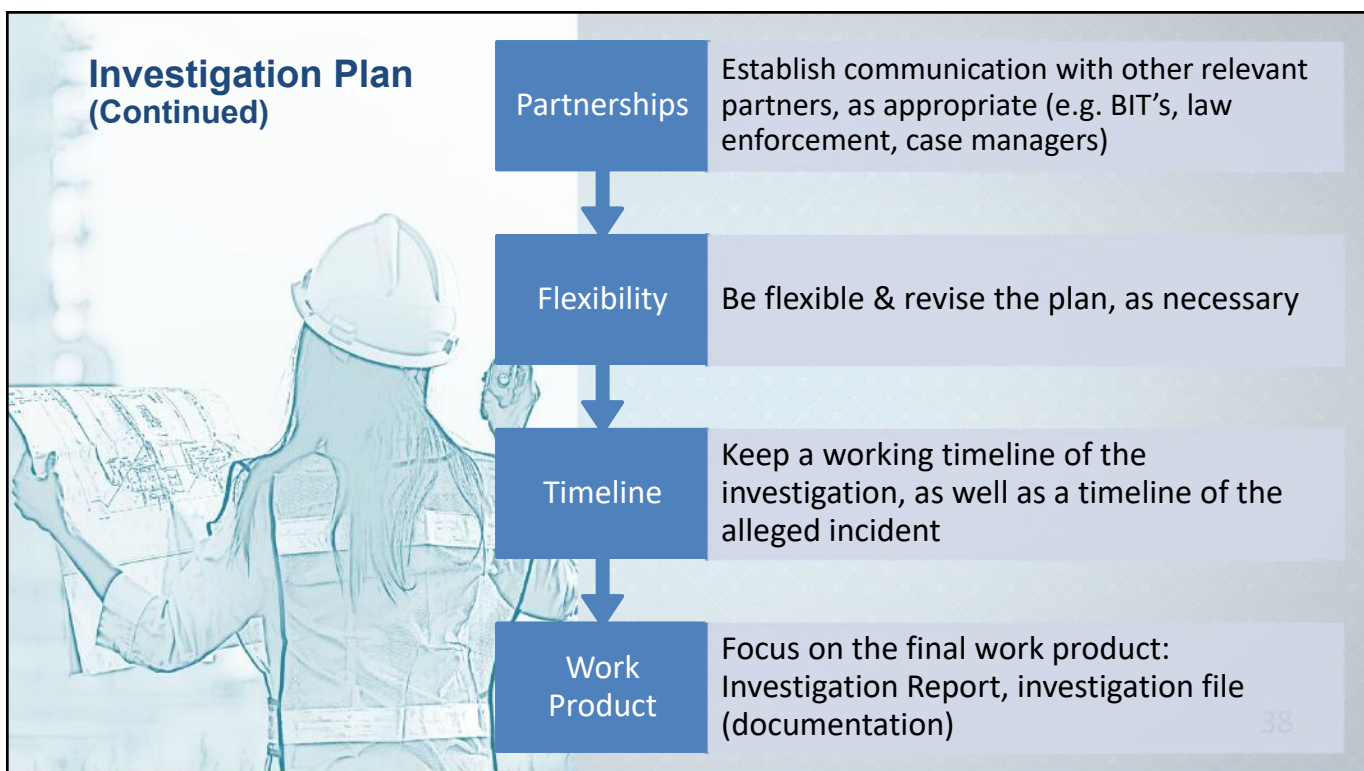 Investigation Plan
(Continued)
Partnerships
Establish communication with other relevant
partners, as appropriate (e.g. BIT’s, law
enforcement, case managers)
Flexibility
Be flexible & revise the plan, as necessary
Timeline
Keep a working timeline of the
investigation, as well as a timeline of the
alleged incident
Work
Product
Focus on the final work product:
Investigation Report, investigation file
(documentation)
38